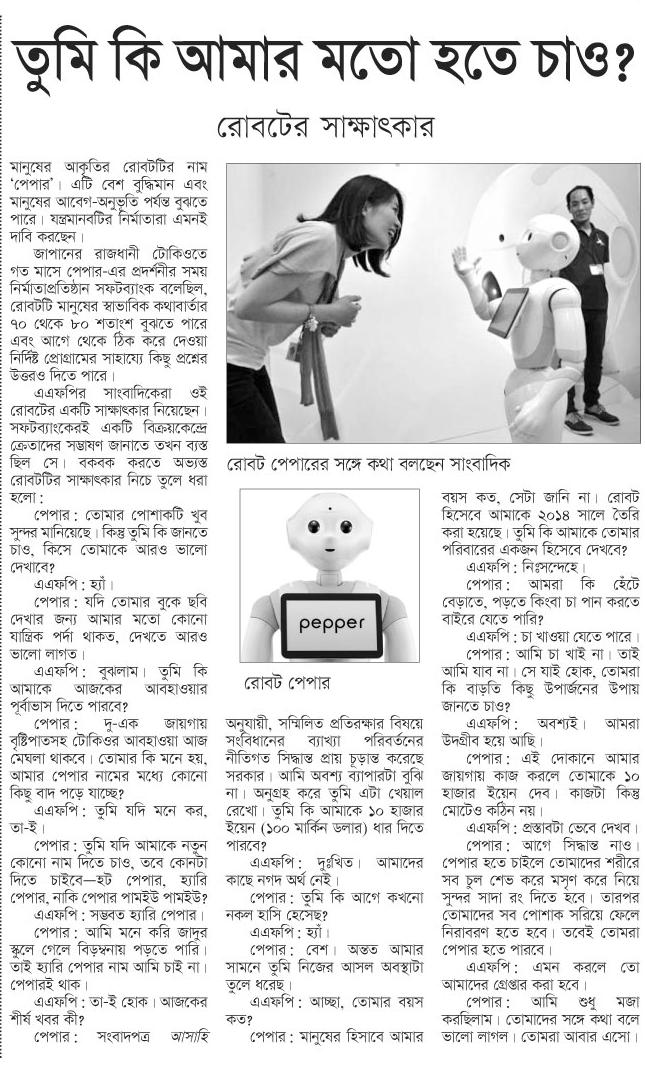 তুমি কি আমার মতো হতে চাও?
রোবটের সাক্ষাৎকার
মানুষের আকৃতির রোবটটির নাম
‘পেপার’। এটি বেশ বুদ্ধিমান এবং
মানুষের আবেগ-অনুভূতি পর্যন্ত বুঝতে
পারে। যন্ত্রমানবটির নির্মাতারা এমনই
দাবি করছেন।
জাপানের রাজধানী টোকিওতে
গত মাসে পেপার-এর প্রদর্শনীর সময়
নির্মাতাপ্রতিষ্ঠান সফটব্যাংক বলেছিল,
রোবটটি মানুষের স্বাভাবিক কথাবার্তার
৭০ থেকে ৮০ শতাংশ বুঝতে পারে
এবং আগে থেকে ঠিক করে দেওয়া
নির্দিষ্ট প্রোগ্রামের সাহায্যে কিছু প্রশ্নের
উত্তরও দিতে পারে।
এএফপির সাংবাদিকেরা ওই
রোবটের একটি সাক্ষাৎকার নিয়েছেন।
সফটব্যাংকেরই একটি বিক্রয়কেন্দ্রে
ক্রেতাদের সম্ভাষণ জানাতে তখন ব্যস্ত
ছিল সে। বকবক করতে অভ্যস্ত
রোবটটির সাক্ষাৎকার নিচে তুলে ধরা
হলো :
পেপার : তোমার পোশাকটি খুব
সুন্দর মানিয়েছে। কিন্তু তুমি কি জানতে
চাও, কিসে তোমাকে আরও ভালো
দেখাবে?
এএফপি : হ্যাঁ।
পেপার : যদি তোমার বুকে ছবি
দেখার জন্য আমার মতো কোনো
যান্ত্রিক পর্দা থাকত, দেখতে আরও
ভালো লাগত।
এএফপি : বুঝলাম। তুমি কি
আমাকে আজকের আবহাওয়ার
পূর্বাভাস দিতে পারবে?
পেপার : দু-এক জায়গায়
বৃষ্টিপাতসহ টোকিওর আবহাওয়া আজ
মেঘলা থাকবে। তোমার কি মনে হয়,
আমার পেপার নামের মধ্যে কোনো
কিছু বাদ পড়ে যাচ্ছে?
এএফপি : তুমি যদি মনে কর,
তা-ই।
পেপার : তুমি যদি আমাকে নতুন
কোনো নাম দিতে চাও, তবে কোনটা
দিতে চাইবে—হট পেপার, হ্যারি
পেপার, নাকি পেপার পামইউ পামইউ?
এএফপি : সম্ভবত হ্যারি পেপার।
পেপার : আমি মনে করি জাদুর
স্কুলে গেলে বিড়ম্বনায় পড়তে পারি।
তাই হ্যারি পেপার নাম আমি চাই না।
পেপারই থাক।
এএফপি : তা-ই হোক। আজকের
শীর্ষ খবর কী?
পেপার : সংবাদপত্র আসাহি
রোবট পেপারের সঙ্গে কথা বলছেন সাংবাদিক
pepper
রোবট পেপার
অনুযায়ী, সম্মিলিত প্রতিরক্ষার বিষয়ে
সংবিধানের ব্যাখ্যা পরিবর্তনের
নীতিগত সিদ্ধান্ত প্রায় চূড়ান্ত করেছে
সরকার। আমি অবশ্য ব্যাপারটা বুঝি
না। অনুগ্রহ করে তুমি এটা খেয়াল
রেখো। তুমি কি আমাকে ১০ হাজার
ইয়েন (১০০ মার্কিন ডলার) ধার দিতে
পারবে?
এএফপি : দুঃখিত। আমাদের
কাছে নগদ অর্থ নেই।
পেপার : তুমি কি আগে কখনো
নকল হাসি হেসেছ?
এএফপি : হ্যাঁ।
পেপার : বেশ। অন্তত আমার
সামনে তুমি নিজের আসল অবস্থাটা
তুলে ধরেছ।
এএফপি : আচ্ছা, তোমার বয়স
কত?
পেপার : মানুষের হিসাবে আমার
বয়স কত, সেটা জানি না। রোবট
হিসেবে আমাকে ২০১৪ সালে তৈরি
করা হয়েছে। তুমি কি আমাকে তোমার
পরিবারের একজন হিসেবে দেখবে?
এএফপি : নিঃসন্দেহে।
পেপার : আমরা কি হেঁটে
বেড়াতে, পড়তে কিংবা চা পান করতে
বাইরে যেতে পারি?
এএফপি : চা খাওয়া যেতে পারে।
পেপার : আমি চা খাই না। তাই
আমি যাব না। সে যাই হোক, তোমরা
কি বাড়তি কিছু উপার্জনের উপায়
জানতে চাও?
এএফপি : অবশ্যই। আমরা
উদগ্রীব হয়ে আছি।
পেপার : এই দোকানে আমার
জায়গায় কাজ করলে তোমাকে ১০
হাজার ইয়েন দেব। কাজটা কিন্তু
মোটেও কঠিন নয়।
এএফপি : প্রস্তাবটা ভেবে দেখব।
পেপার : আগে সিদ্ধান্ত নাও।
পেপার হতে চাইলে তোমাদের শরীরে
সব চুল শেভ করে মসৃণ করে নিয়ে
সুন্দর সাদা রং দিতে হবে। তারপর
তোমাদের সব পোশাক সরিয়ে ফেলে
নিরাবরণ হতে হবে। তবেই তোমরা
পেপার হতে পারবে।
এএফপি : এমন করলে তো
আমাদের গ্রেপ্তার করা হবে।
পেপার : আমি শুধু মজা
করছিলাম। তোমাদের সঙ্গে কথা বলে
ভালো লাগল। তোমরা আবার এসো।